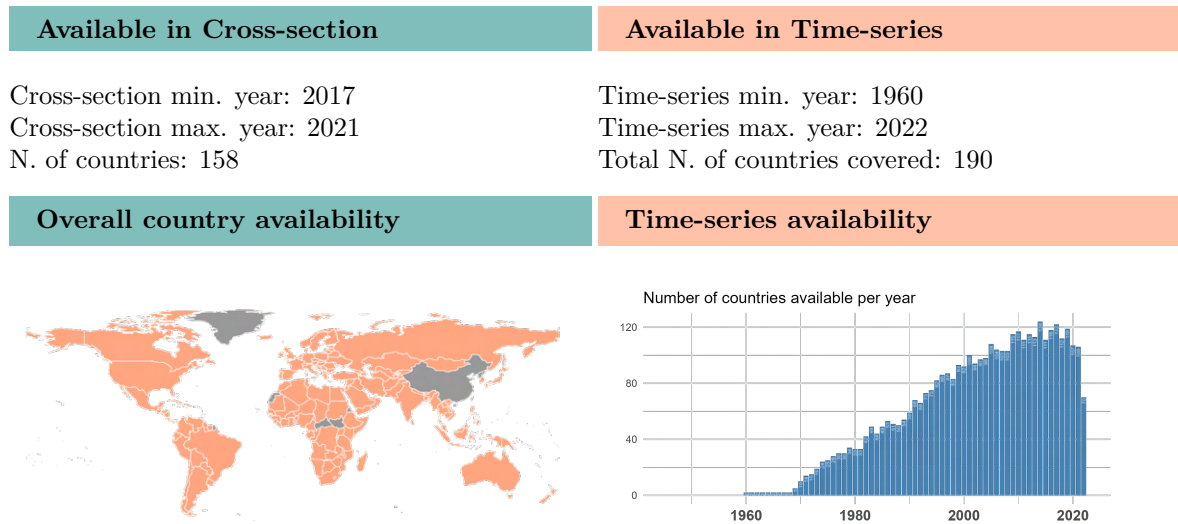 Available in Cross-section
Available in Time-series
Cross-section min. year: 2017
Cross-section max. year: 2021
N. of countries: 158
Time-series min. year: 1960
Time-series max. year: 2022
Total N. of countries covered: 190
Overall country availability
Time-series availability
Number of countries available per year
120
80
40
0
1960
1980
2000
2020